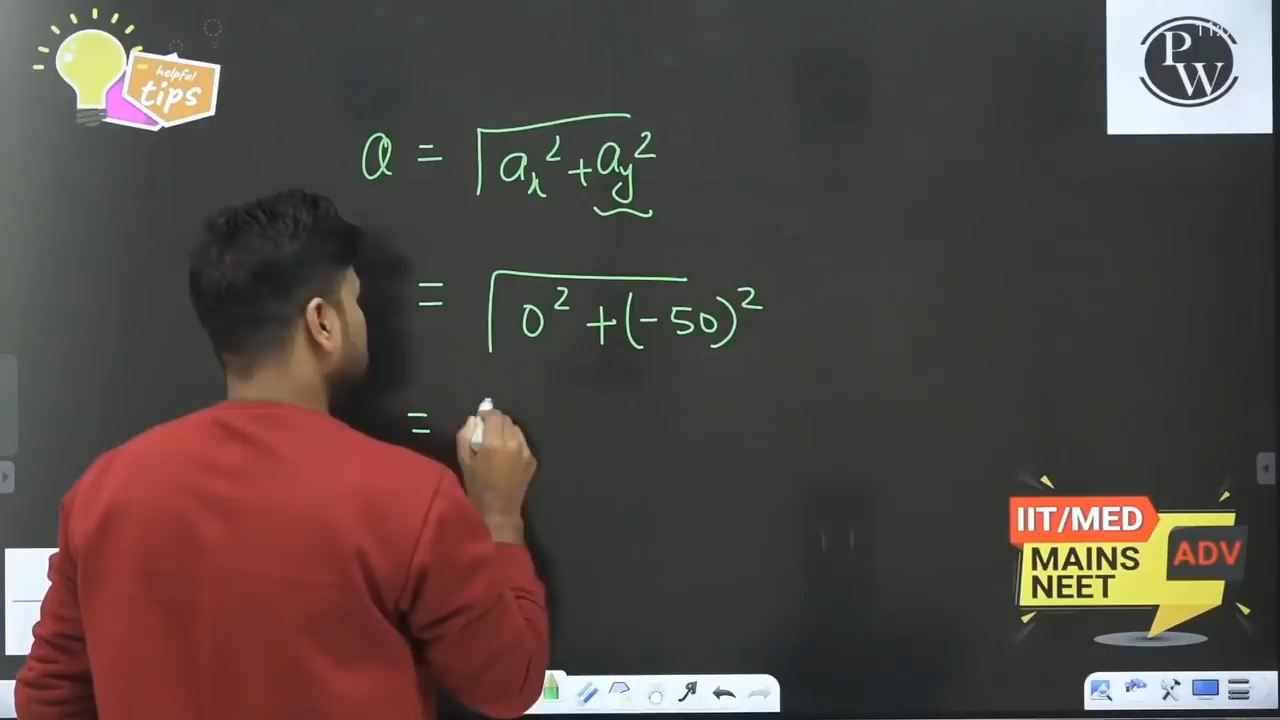 helpful
tips
PW
a = √(aₓ² + a_y²)
= √(0² + (-50)²)
=
IIT/MED
MAINS
NEET
ADV